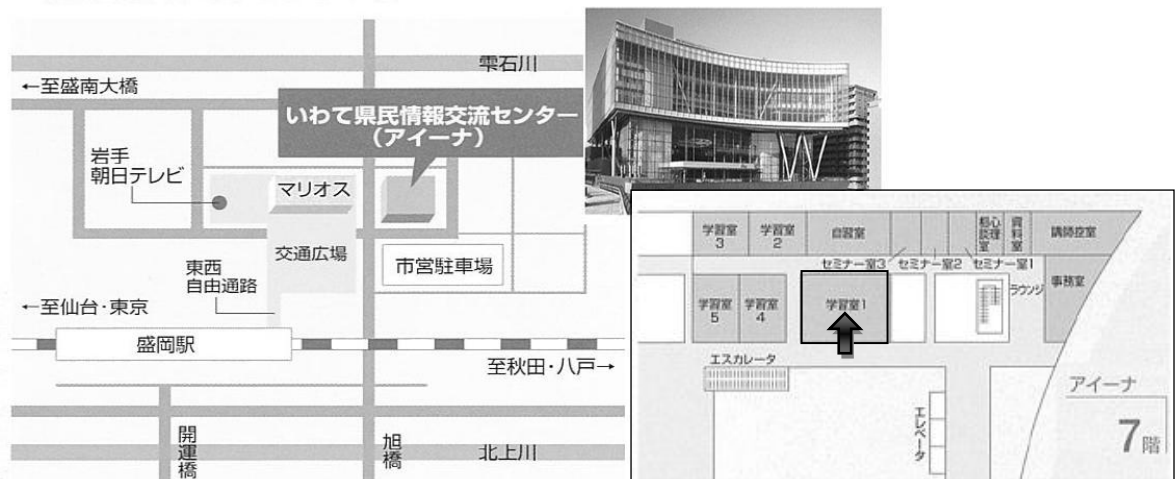 雫石川
←至盛南大橋
いわて県民情報交流センター
(アイーナ)
岩手
朝日テレビ
マリオス
交通広場
市営駐車場
東西
自由通路
←至仙台・東京
盛岡駅
至秋田・八戸→
開運橋
旭橋
北上川
学習室
3
学習室
2
自習室
心理
相談室
資料室
講師控室
セミナー室3
セミナー室2
セミナー室1
学習室
5
学習室
4
学習室1
ラウンジ
事務室
エスカレータ
エレベータ
アイーナ
7階